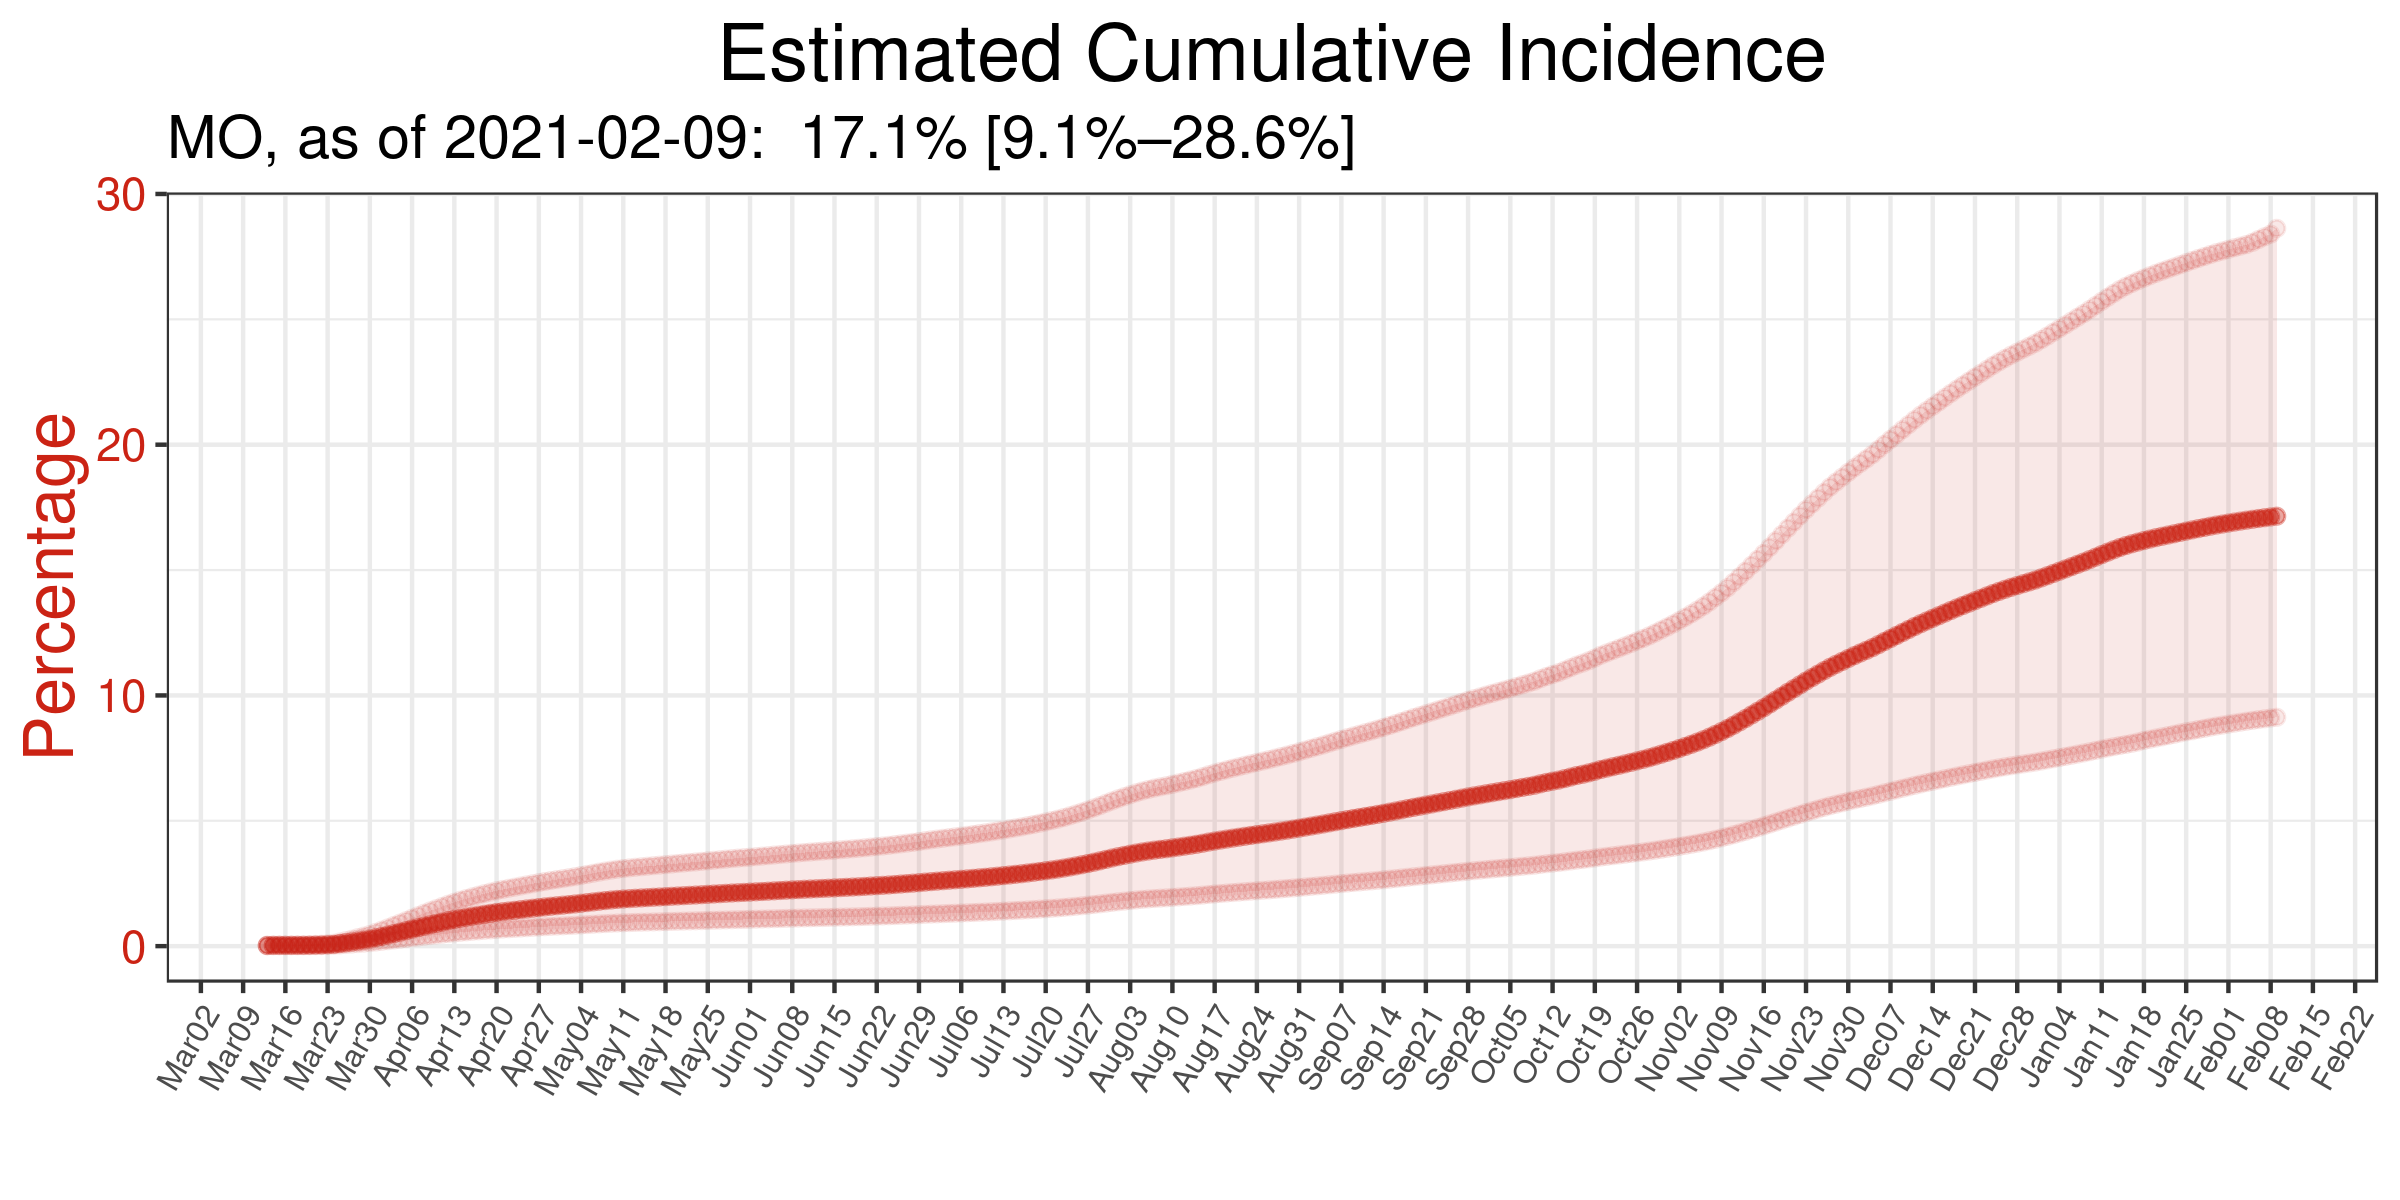 Estimated Cumulative Incidence
MO, as of 2021-02-09:  17.1% [9.1%–28.6%]
Percentage
30
20
10
0
Mar02
Mar09
Mar16
Mar23
Mar30
Apr06
Apr13
Apr20
Apr27
May04
May11
May18
May25
Jun01
Jun08
Jun15
Jun22
Jun29
Jul06
Jul13
Jul20
Jul27
Aug03
Aug10
Aug17
Aug24
Aug31
Sep07
Sep14
Sep21
Sep28
Oct05
Oct12
Oct19
Oct26
Nov02
Nov09
Nov16
Nov23
Nov30
Dec07
Dec14
Dec21
Dec28
Jan04
Jan11
Jan18
Jan25
Feb01
Feb08
Feb15
Feb22